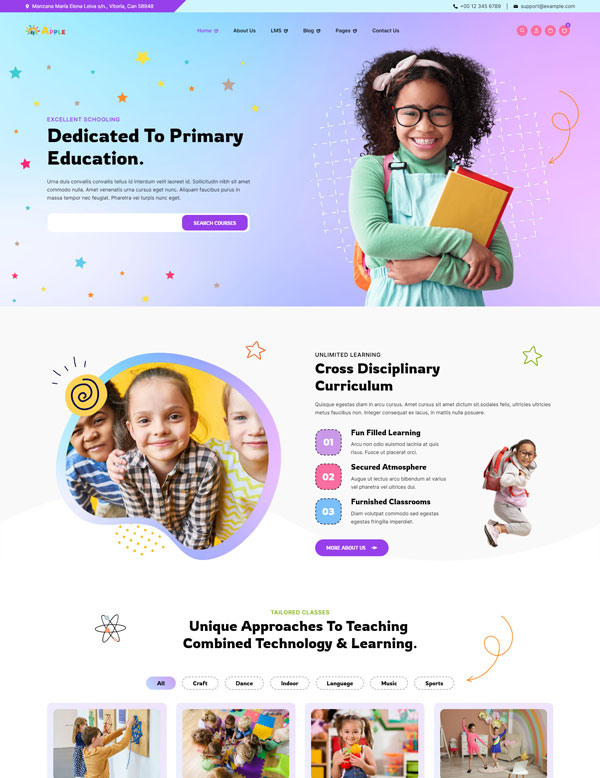 Manzana Maria Elena Leiva s/n., Vitoria, Can 58948
+00 12 345 6789
support@example.com
APPLE
Home
About Us
LMS
Blog
Pages
Contact Us
EXCELLENT SCHOOLING
Dedicated To Primary
Education.
Urna duis convallis convallis tellus id interdum velit laoreet id. Sollicitudin nibh sit amet
commodo nulla. Amet venenatis urna cursus eget nunc. Aliquam faucibus purus in
massa tempor nec feugiat. Pharetra vel turpis nunc eget.
SEARCH COURSES
UNLIMITED LEARNING
Cross Disciplinary
Curriculum
Quisque egestas diam in arcu cursus. Amet cursus sit amet dictum sit.sodales felis, ultricies ultricies
metus faucibus non. Integer consequat ex lacus, in mattis nulla posuere.
01
Fun Filled Learning
Arcu non odio euismod lacinia at quis
risus. Fusce ut placerat orci.
02
Secured Atmosphere
Augue ut lectus arcu bibendum at varius
vel pharetra vel ultrices dui.
03
Furnished Classrooms
Diam volutpat commodo sed egestas
egestas fringilla imperdiet.
MORE ABOUT US
TAILORED CLASSES
Unique Approaches To Teaching
Combined Technology & Learning.
All
Craft
Dance
Indoor
Language
Music
Sports